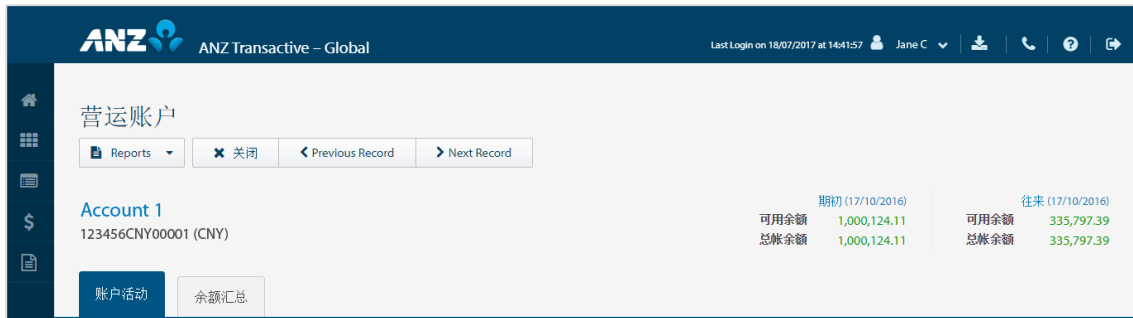 ANZ ANZ Transactive – Global Last Login on 18/07/2017 at 14:41:57 Jane C
营运账户
Reports 关闭 Previous Record Next Record
期初 (17/10/2016) 往来 (17/10/2016)
Account 1 可用余额 1,000,124.11 可用余额 335,797.39
123456CNY00001 (CNY) 总帐余额 1,000,124.11 总帐余额 335,797.39
账户活动 余额汇总